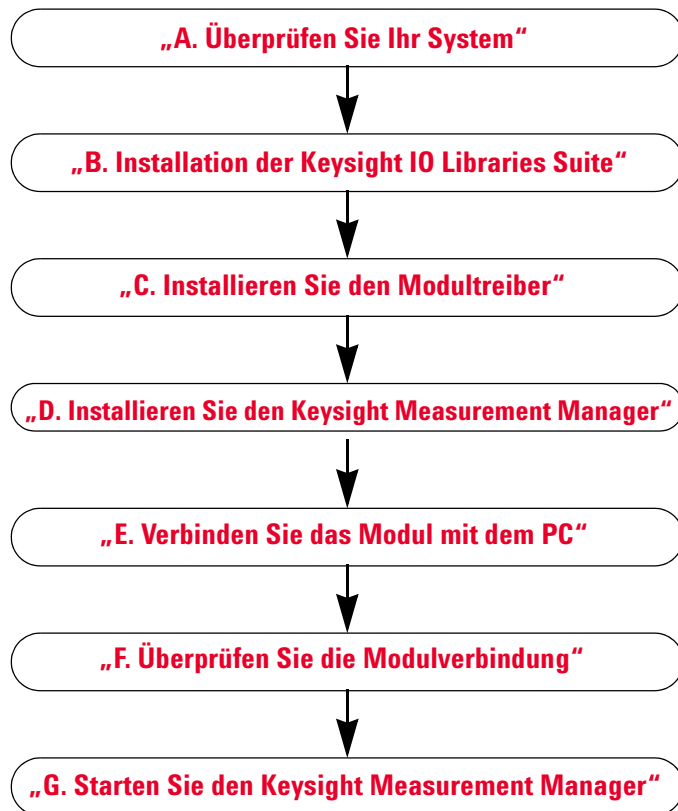 „A. Überprüfen Sie Ihr System“
„B. Installation der Keysight IO Libraries Suite“
„C. Installieren Sie den Modultreiber“
„D. Installieren Sie den Keysight Measurement Manager“
„E. Verbinden Sie das Modul mit dem PC“
„F. Überprüfen Sie die Modulverbindung“
„G. Starten Sie den Keysight Measurement Manager“